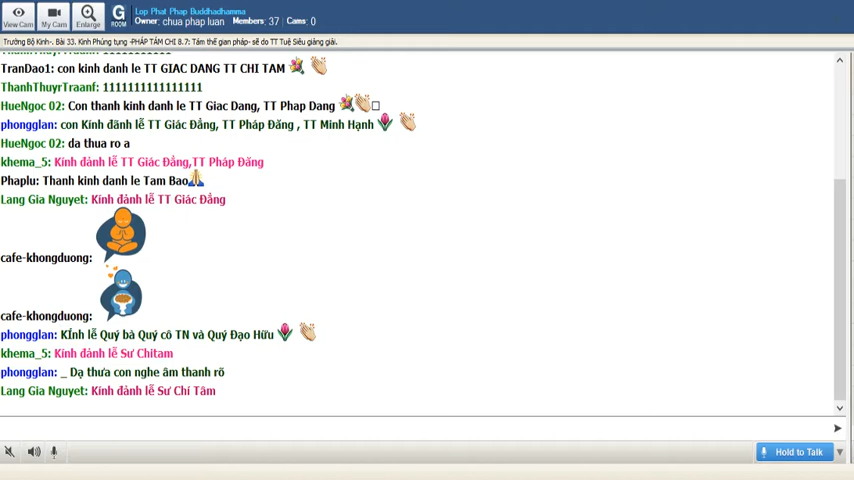 View Cam
My Cam
Enlarge
G
ROOM
Lop Phat Phap Buddhadhamma
Owner: chua phap luan Members: 37 Cams: 0
Trường Bộ Kinh-. Bài 33. Kinh Phúng tụng -PHÁP TÁM CHI 8.7: Tám thế gian pháp- sẽ do TT Tuệ Siêu giảng giải.
TranDao1: con kinh danh le TT GIAC DANG TT CHI TAM
ThanhThuyrTraanf: 1111111111111111
HueNgoc 02: Con thanh kinh danh le TT Giac Dang, TT Phap Dang
phongglan: con Kính đãnh lễ TT Giác Đẳng, TT Pháp Đăng , TT Minh Hạnh
HueNgoc 02: da thua ro a
khema_5: Kính đảnh lễ TT Giác Đẳng,TT Pháp Đăng
Phaplu: Thanh kinh danh le Tam Bao
Lang Gia Nguyet: Kính đảnh lễ TT Giác Đẳng
cafe-khongduong:
cafe-khongduong:
phongglan: KÍnh lễ Quý bà Quý cô TN và Quý Đạo Hữu
khema_5: Kính đảnh lễ Sư Chitam
phongglan: _ Dạ thưa con nghe âm thanh rõ
Lang Gia Nguyet: Kính đảnh lễ Sư Chí Tâm
Hold to Talk